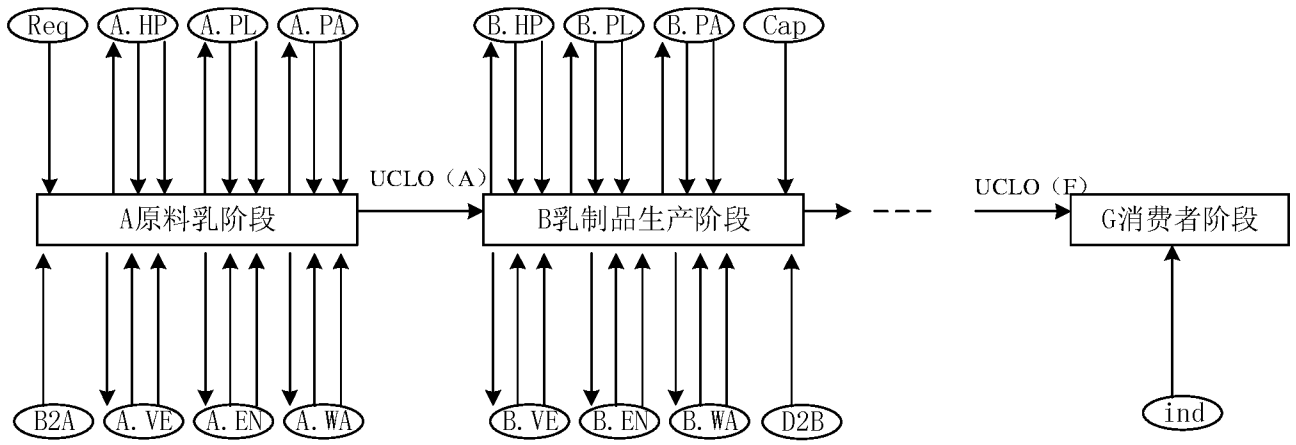 Req A.HP A.PL A.PA B.HP B.PL B.PA Cap
UCLO（A） UCLO（F）
A原料乳阶段 B乳制品生产阶段 G消费者阶段
B2A A.VE A.EN A.WA B.VE B.EN B.WA D2B ind